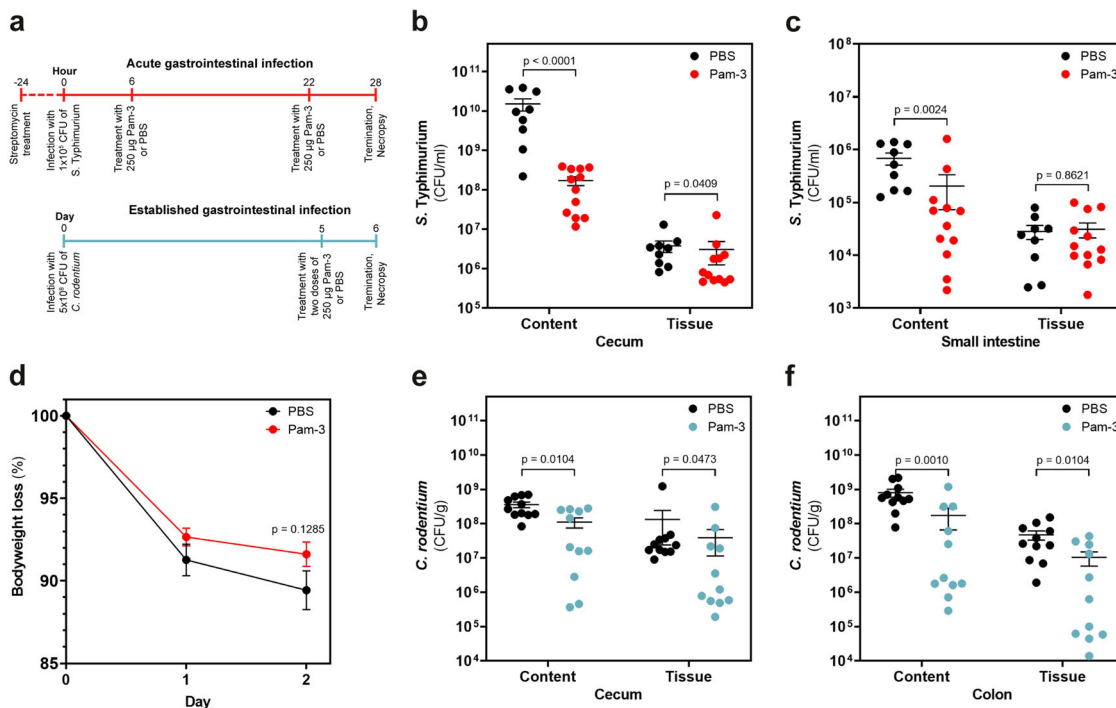 a
Acute gastrointestinal infection
Hour
-24
0
6
22
28
Streptomycin
treatment
Infection with
1x10⁵ CFU of
S. Typhimurium
Treatment with
250 µg Pam-3
or PBS
Treatment with
250 µg Pam-3
or PBS
Tremination,
Necropsy
Established gastrointestinal infection
Day
0
5
6
Infection with
5x10⁸ CFU of
C. rodentium
Treatment with
two doses of
250 µg Pam-3
or PBS
Tremination,
Necropsy
b
PBS
Pam-3
S. Typhimurium
(CFU/ml)
10¹¹
10¹⁰
10⁹
10⁸
10⁷
10⁶
10⁵
p < 0.0001
p = 0.0409
Content
Tissue
Cecum
c
PBS
Pam-3
S. Typhimurium
(CFU/ml)
10⁸
10⁷
10⁶
10⁵
10⁴
10³
p = 0.0024
p = 0.8621
Content
Tissue
Small intestine
d
PBS
Pam-3
Bodyweight loss (%)
100
95
90
85
p = 0.1285
0
1
2
Day
e
PBS
Pam-3
C. rodentium
(CFU/g)
10¹¹
10¹⁰
10⁹
10⁸
10⁷
10⁶
10⁵
10⁴
p = 0.0104
p = 0.0473
Content
Tissue
Cecum
f
PBS
Pam-3
C. rodentium
(CFU/g)
10¹¹
10¹⁰
10⁹
10⁸
10⁷
10⁶
10⁵
10⁴
p = 0.0010
p = 0.0104
Content
Tissue
Colon